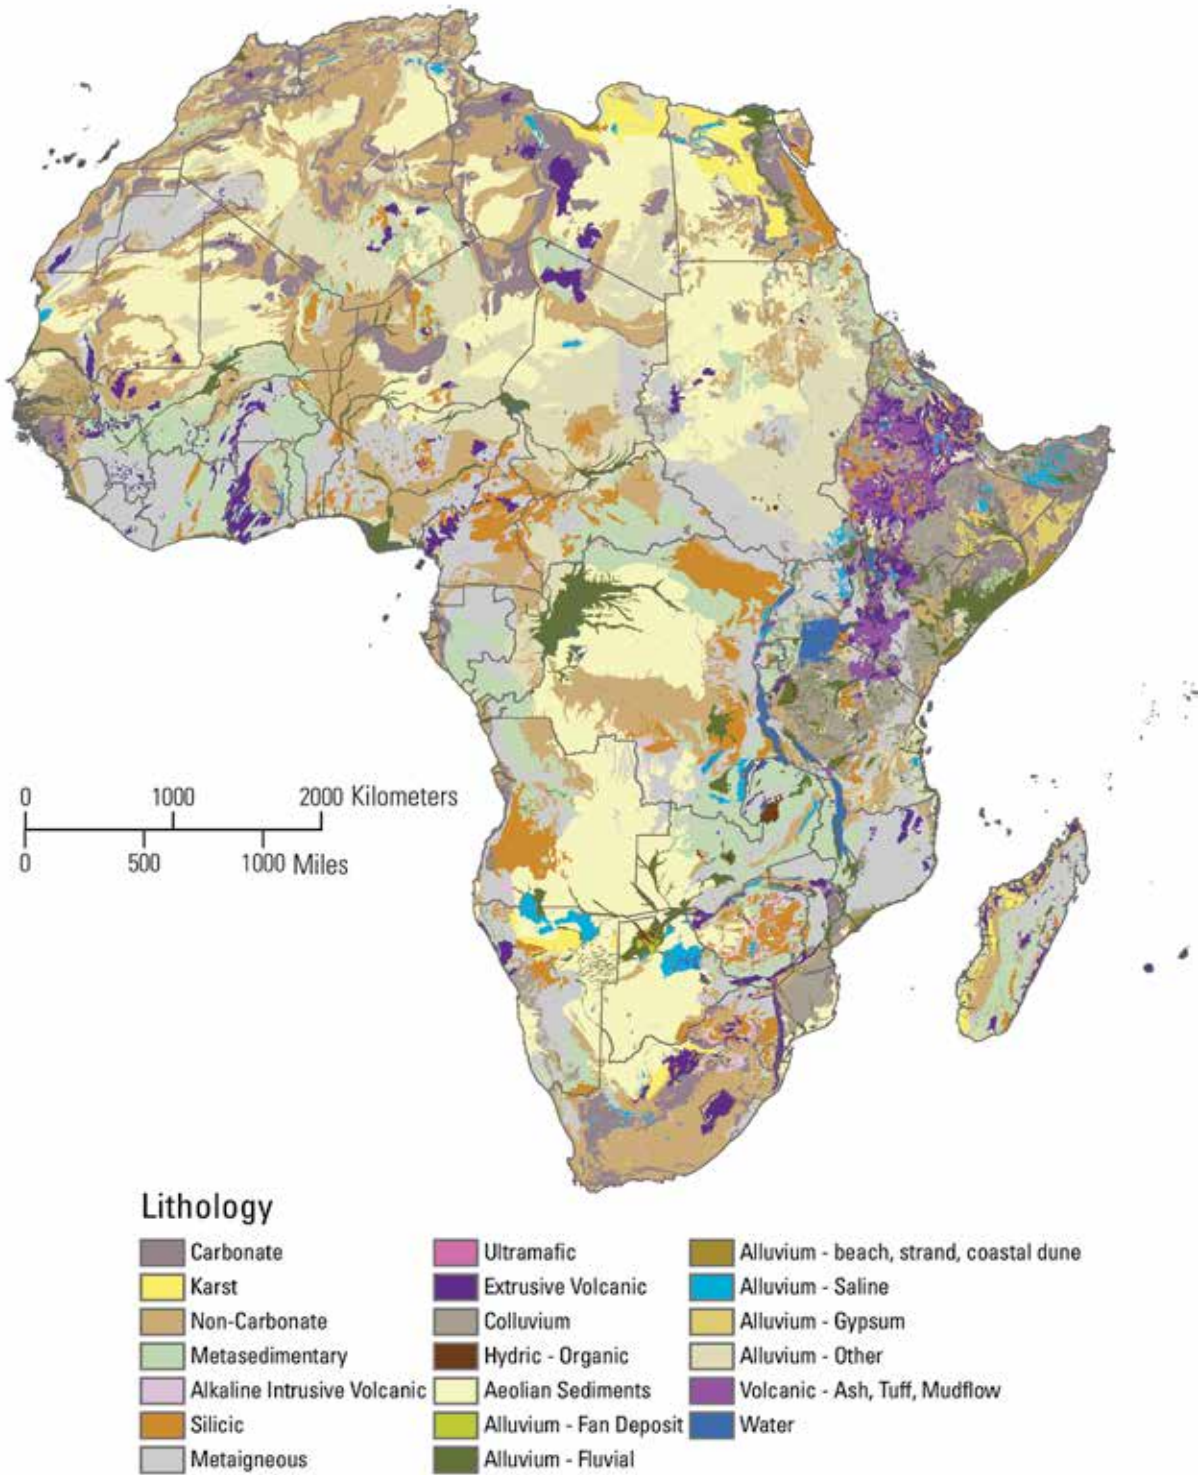 0 1000 2000 Kilometers
0 500 1000 Miles
Lithology
Carbonate
Karst
Non-Carbonate
Metasedimentary
Alkaline Intrusive Volcanic
Silicic
Metaigneous
Ultramafic
Extrusive Volcanic
Colluvium
Hydric - Organic
Aeolian Sediments
Alluvium - Fan Deposit
Alluvium - Fluvial
Alluvium - beach, strand, coastal dune
Alluvium - Saline
Alluvium - Gypsum
Alluvium - Other
Volcanic - Ash, Tuff, Mudflow
Water